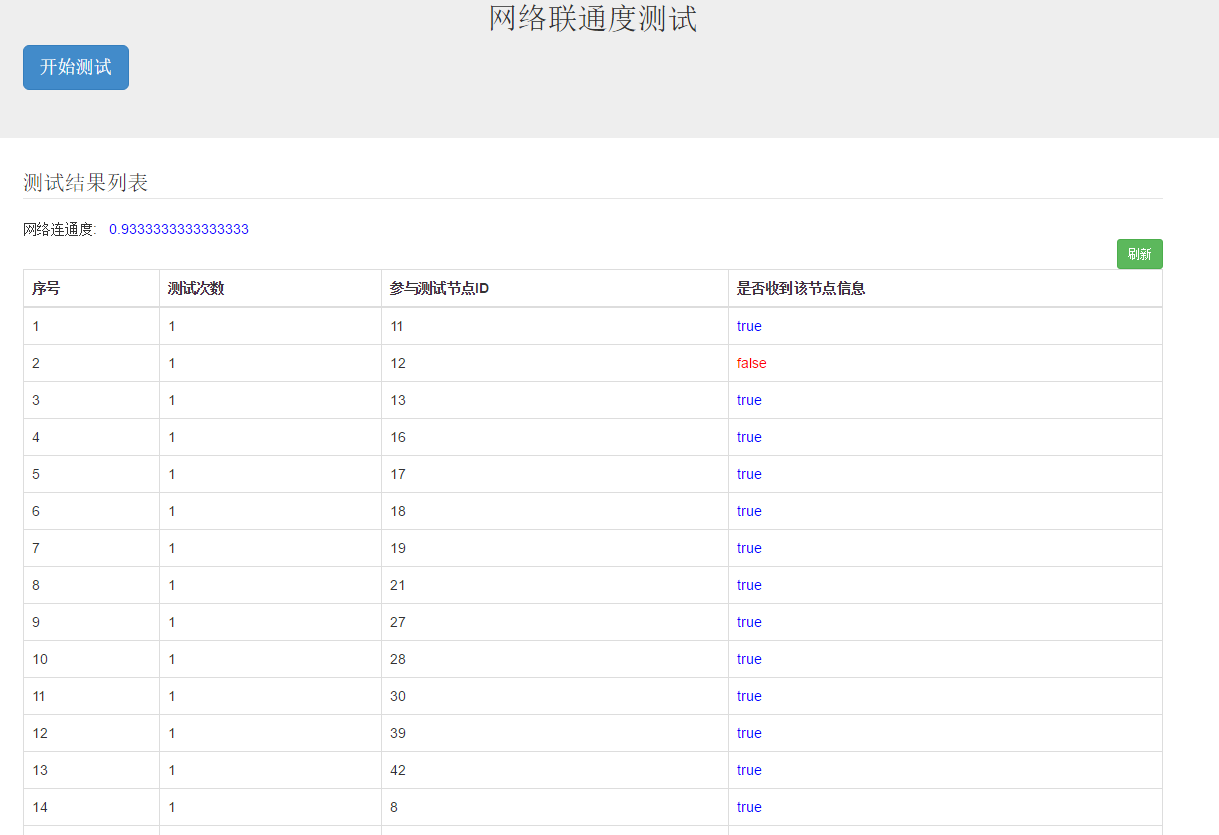 网络联通度测试
开始测试
测试结果列表
网络连通度: 0.9333333333333333
刷新
序号 测试次数 参与测试节点ID 是否收到该节点信息
1 1 11 true
2 1 12 false
3 1 13 true
4 1 16 true
5 1 17 true
6 1 18 true
7 1 19 true
8 1 21 true
9 1 27 true
10 1 28 true
11 1 30 true
12 1 39 true
13 1 42 true
14 1 8 true